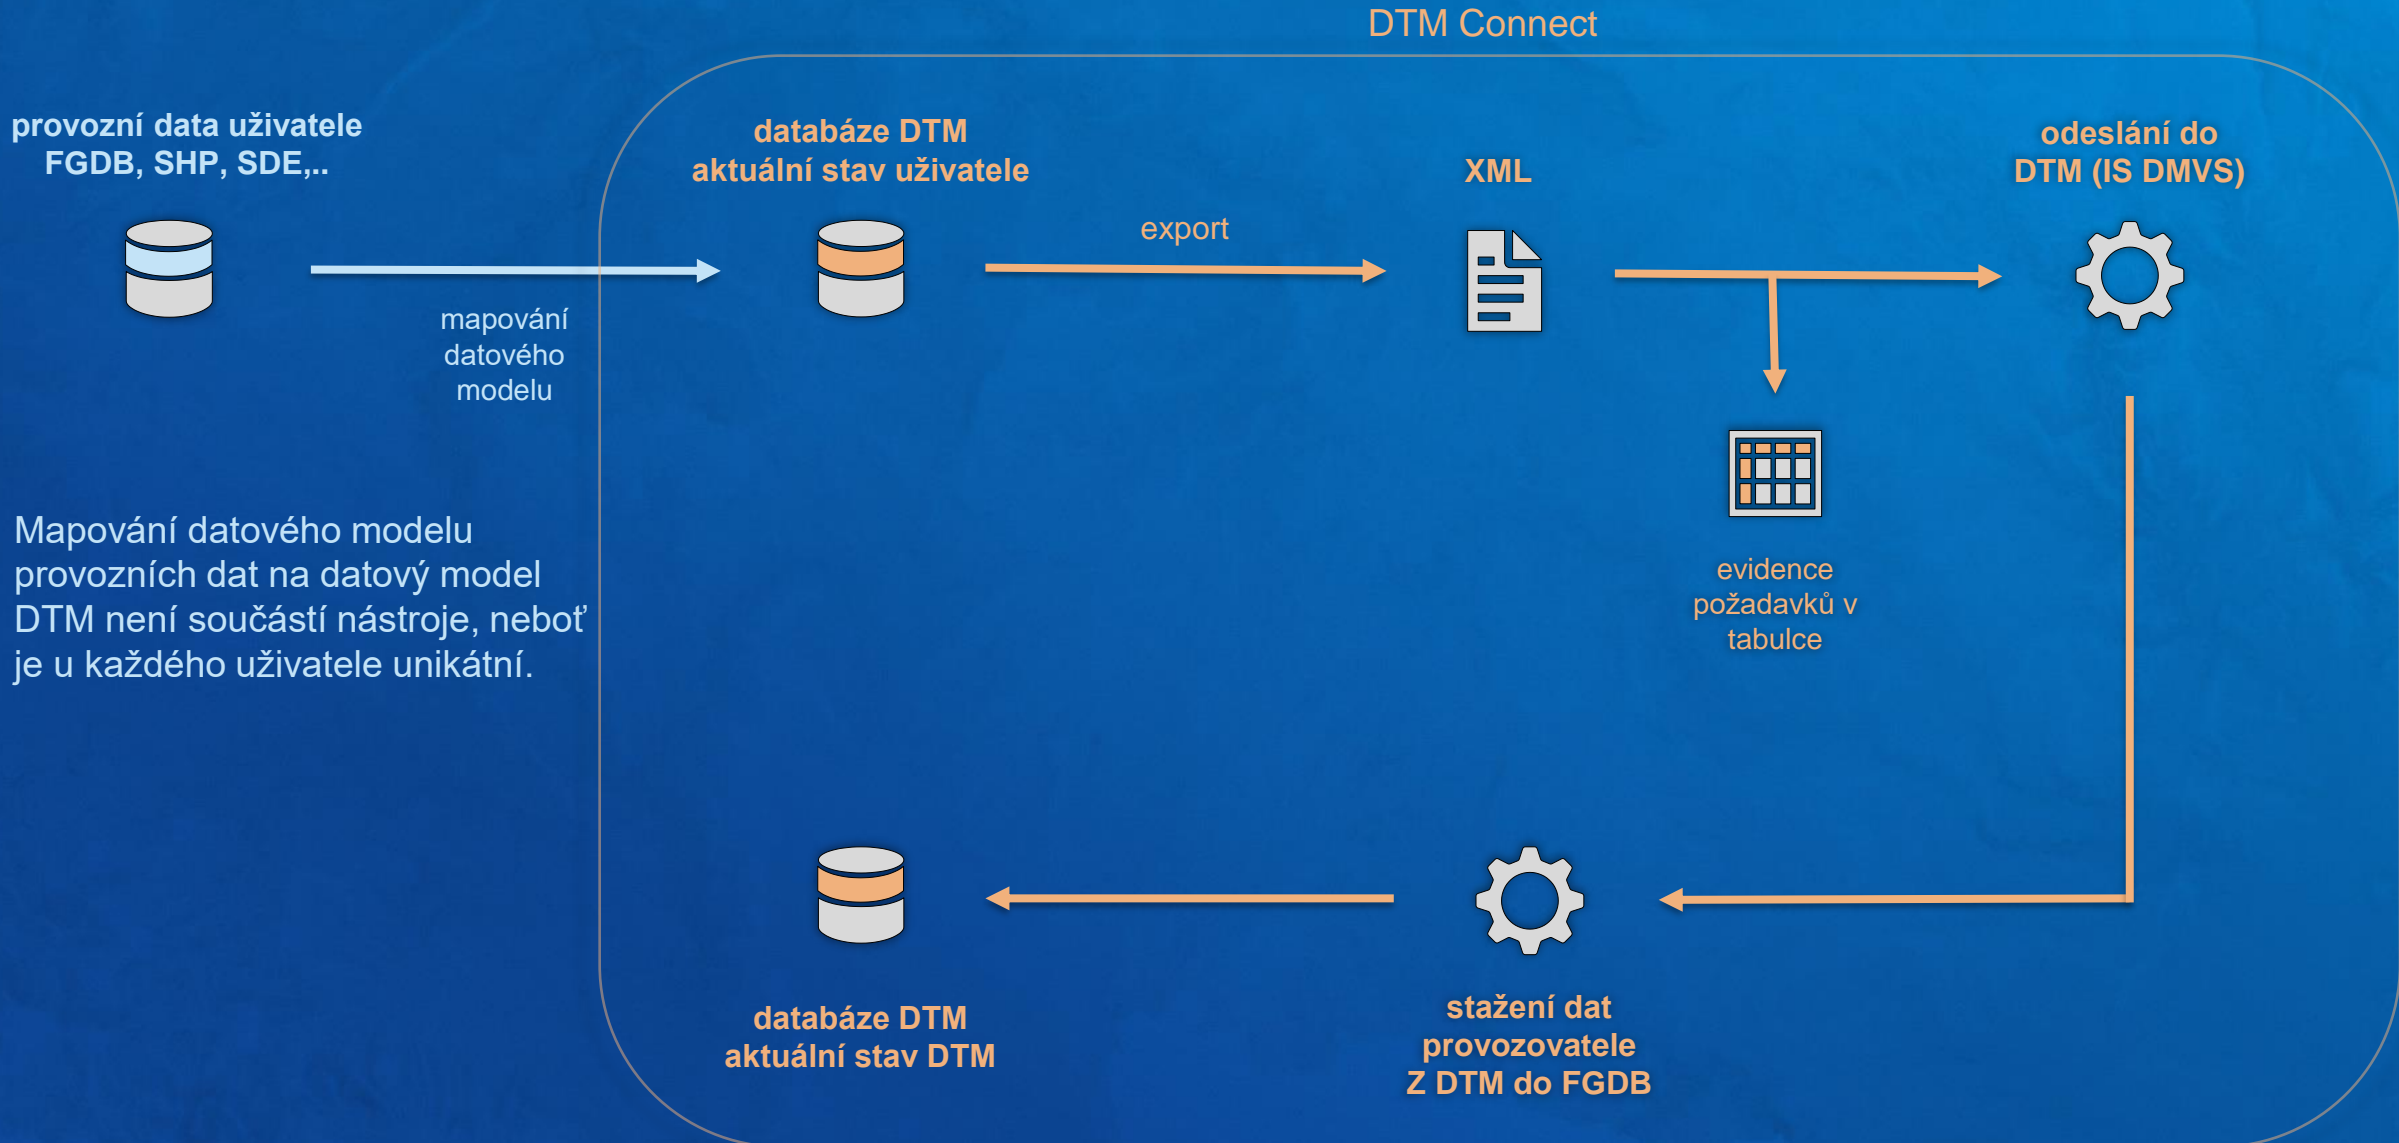 DTM Connect
provozní data uživatele
FGDB, SHP, SDE,..
mapování
datového
modelu
databáze DTM
aktuální stav uživatele
export
XML
odeslání do
DTM (IS DMVS)
evidence
požadavků v
tabulce
Mapování datového modelu
provozních dat na datový model
DTM není součástí nástroje, neboť
je u každého uživatele unikátní.
databáze DTM
aktuální stav DTM
stažení dat
provozovatele
Z DTM do FGDB